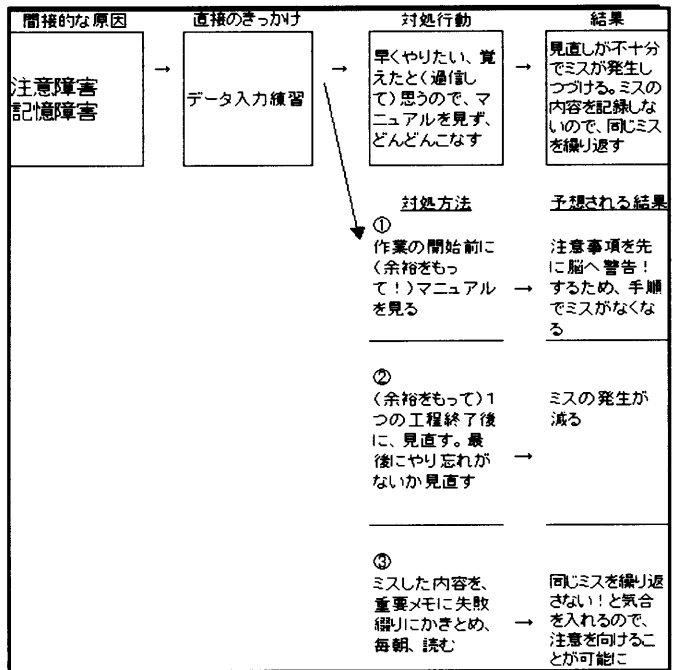 間接的な原因
直接のきっかけ
対処行動
結果
注意障害
記憶障害
→
データ入力練習
→
早くやりたい、覚
えたと(過信し
て)思うので、マ
ニュアルを見ず、
どんどんこなす
→
見直しが不十分
でミスが発生し
つづける。ミスの
内容を記録しな
いので、同じミス
を繰り返す
対処方法
予想される結果
①
作業の開始前に
(余裕をもっ
て!)マニュアル
を見る
→
注意事項を先
に脳へ警告!
するため、手順
でミスがなくな
る
②
(余裕をもって)1
つの工程終了後
に、見直す。最
後にやり忘れが
ないか見直す
→
ミスの発生が
減る
③
ミスした内容を、
重要メモに失敗
綴りにかきとめ、
毎朝、読む
→
同じミスを繰り返
さない!と気合
を入れるので、
注意を向けるこ
とが可能に